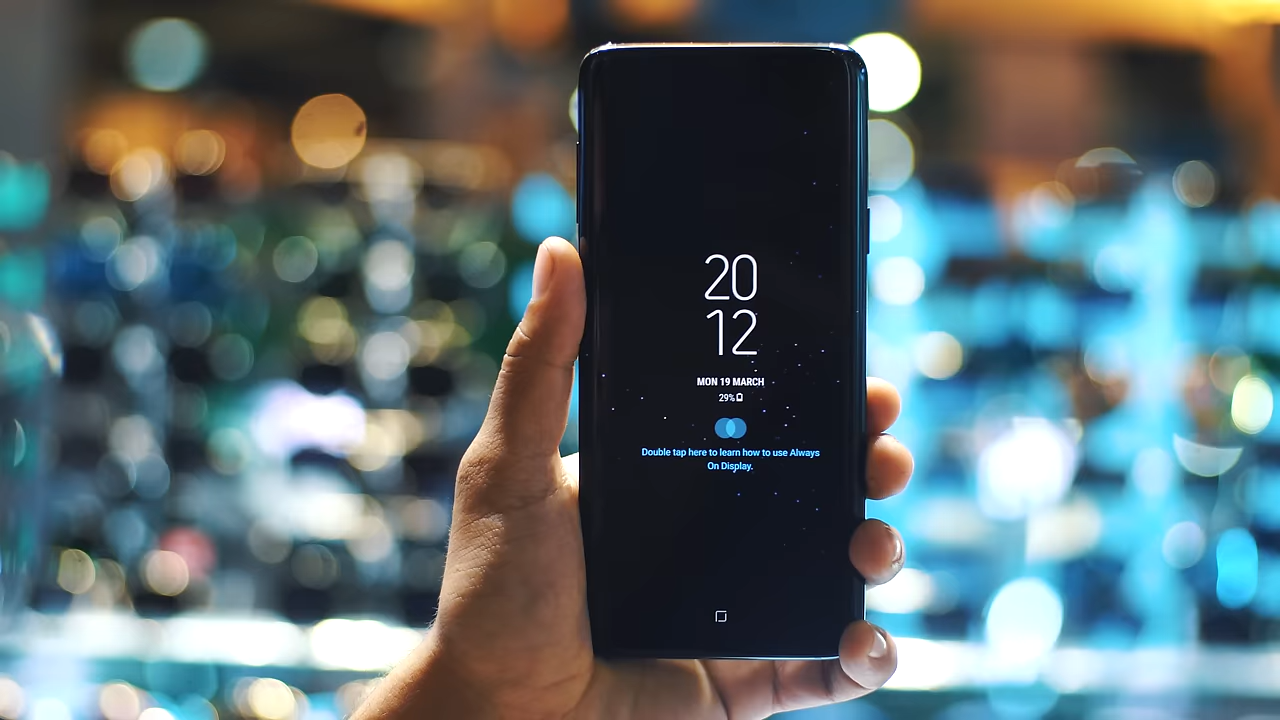 20
12
MON 19 MARCH
29%
Double tap here to learn how to use Always
On Display.